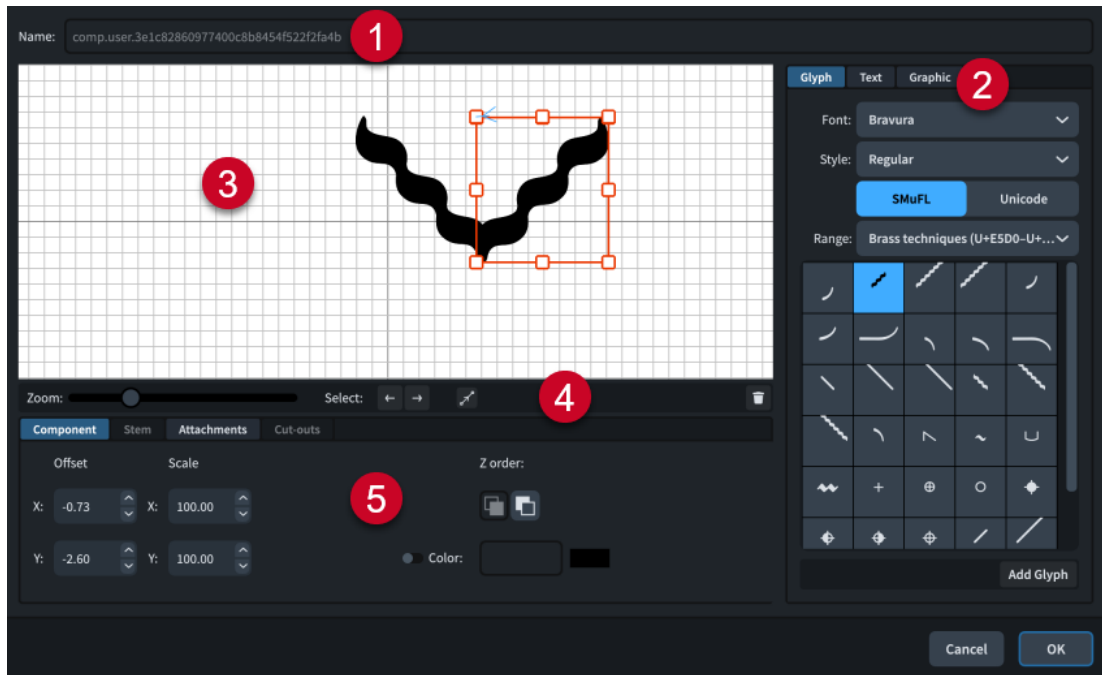 Name: comp.user.3e1c82860977400c8b8454f522f2fa4b
1
Glyph Text Graphic
2
Font: Bravura
Style: Regular
SMuFL Unicode
Range: Brass techniques (U+E5D0–U+...
3
Zoom: Select: ← →
4
Add Glyph
Component Stem Attachments Cut-outs
Offset Scale Z order:
X: -0.73 X: 100.00
5
Y: -2.60 Y: 100.00 Color:
Cancel OK